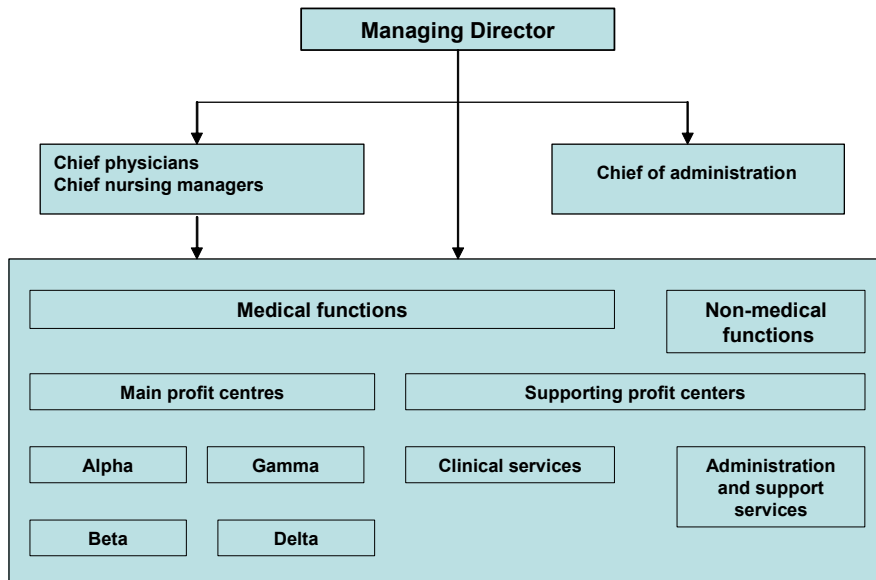 Managing Director
Chief physicians
Chief nursing managers
Chief of administration
Medical functions
Non-medical
functions
Main profit centres
Supporting profit centers
Alpha
Gamma
Clinical services
Administration
and support
services
Beta
Delta